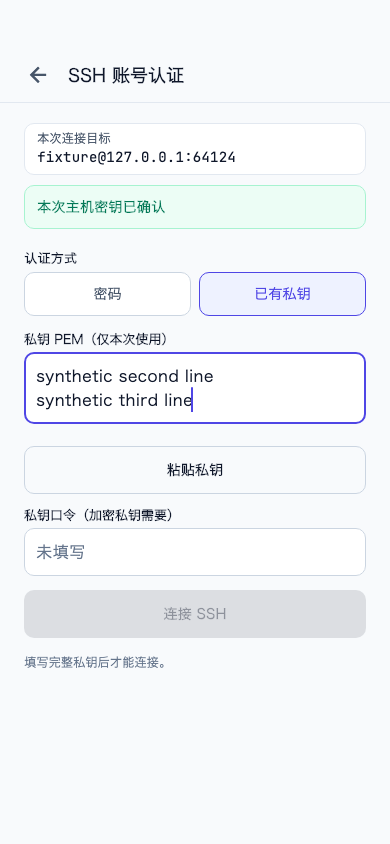 SSH 账号认证
本次连接目标
fixture@127.0.0.1:64124
本次主机密钥已确认
认证方式
密码
已有私钥
私钥 PEM（仅本次使用）
synthetic second line
synthetic third line
粘贴私钥
私钥口令（加密私钥需要）
未填写
连接 SSH
填写完整私钥后才能连接。